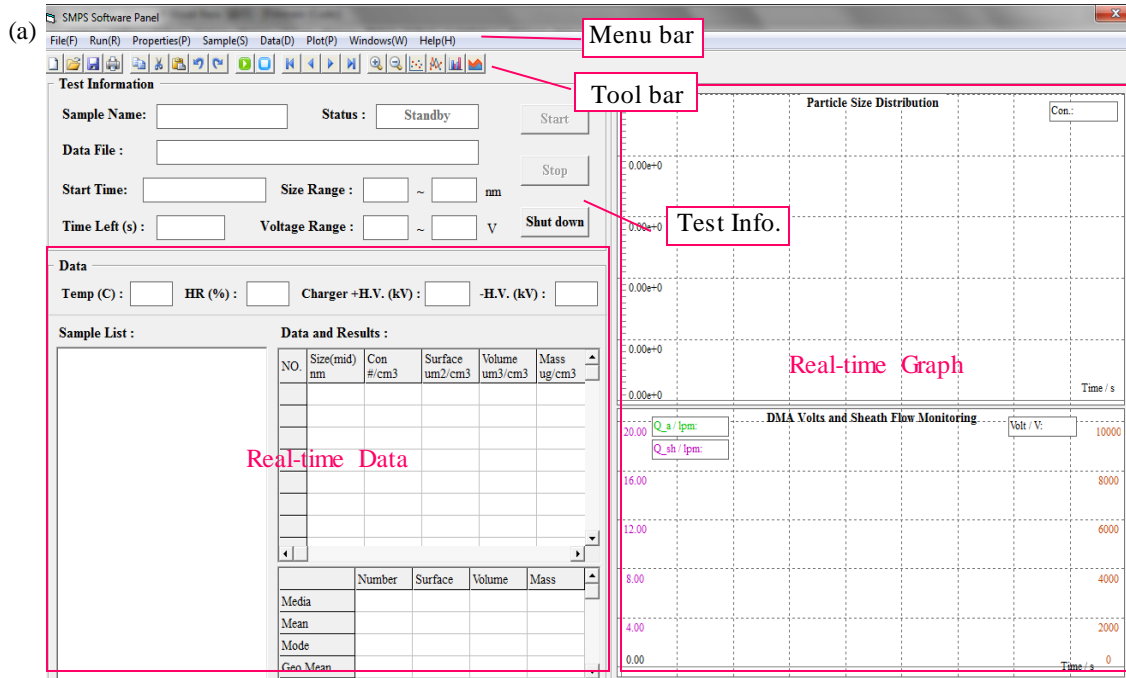 (a)
SMPS Software Panel
File(F) Run(R) Properties(P) Sample(S) Data(D) Plot(P) Windows(W) Help(H)
Menu bar
Tool bar
Test Information
Sample Name: Status : Standby Start
Data File :
Stop
Start Time: Size Range : ~ nm
Time Left (s) : Voltage Range : ~ V Shut down
Test Info.
Data
Temp (C) : HR (%) : Charger +H.V. (kV) : -H.V. (kV) :
Sample List : Data and Results :
NO. Size(mid) nm Con #/cm3 Surface um2/cm3 Volume um3/cm3 Mass ug/cm3
Real-time Data
Number Surface Volume Mass
Media
Mean
Mode
Geo Mean
Particle Size Distribution
Con.:
0.00e+0
0.00e+0
0.00e+0
0.00e+0
0.00e+0
Real-time Graph
Time / s
DMA Volts and Sheath Flow Monitoring
Q_a / lpm:
Q_sh / lpm:
Volt / V:
20.00 10000
16.00 8000
12.00 6000
8.00 4000
4.00 2000
0.00 0
Time / s